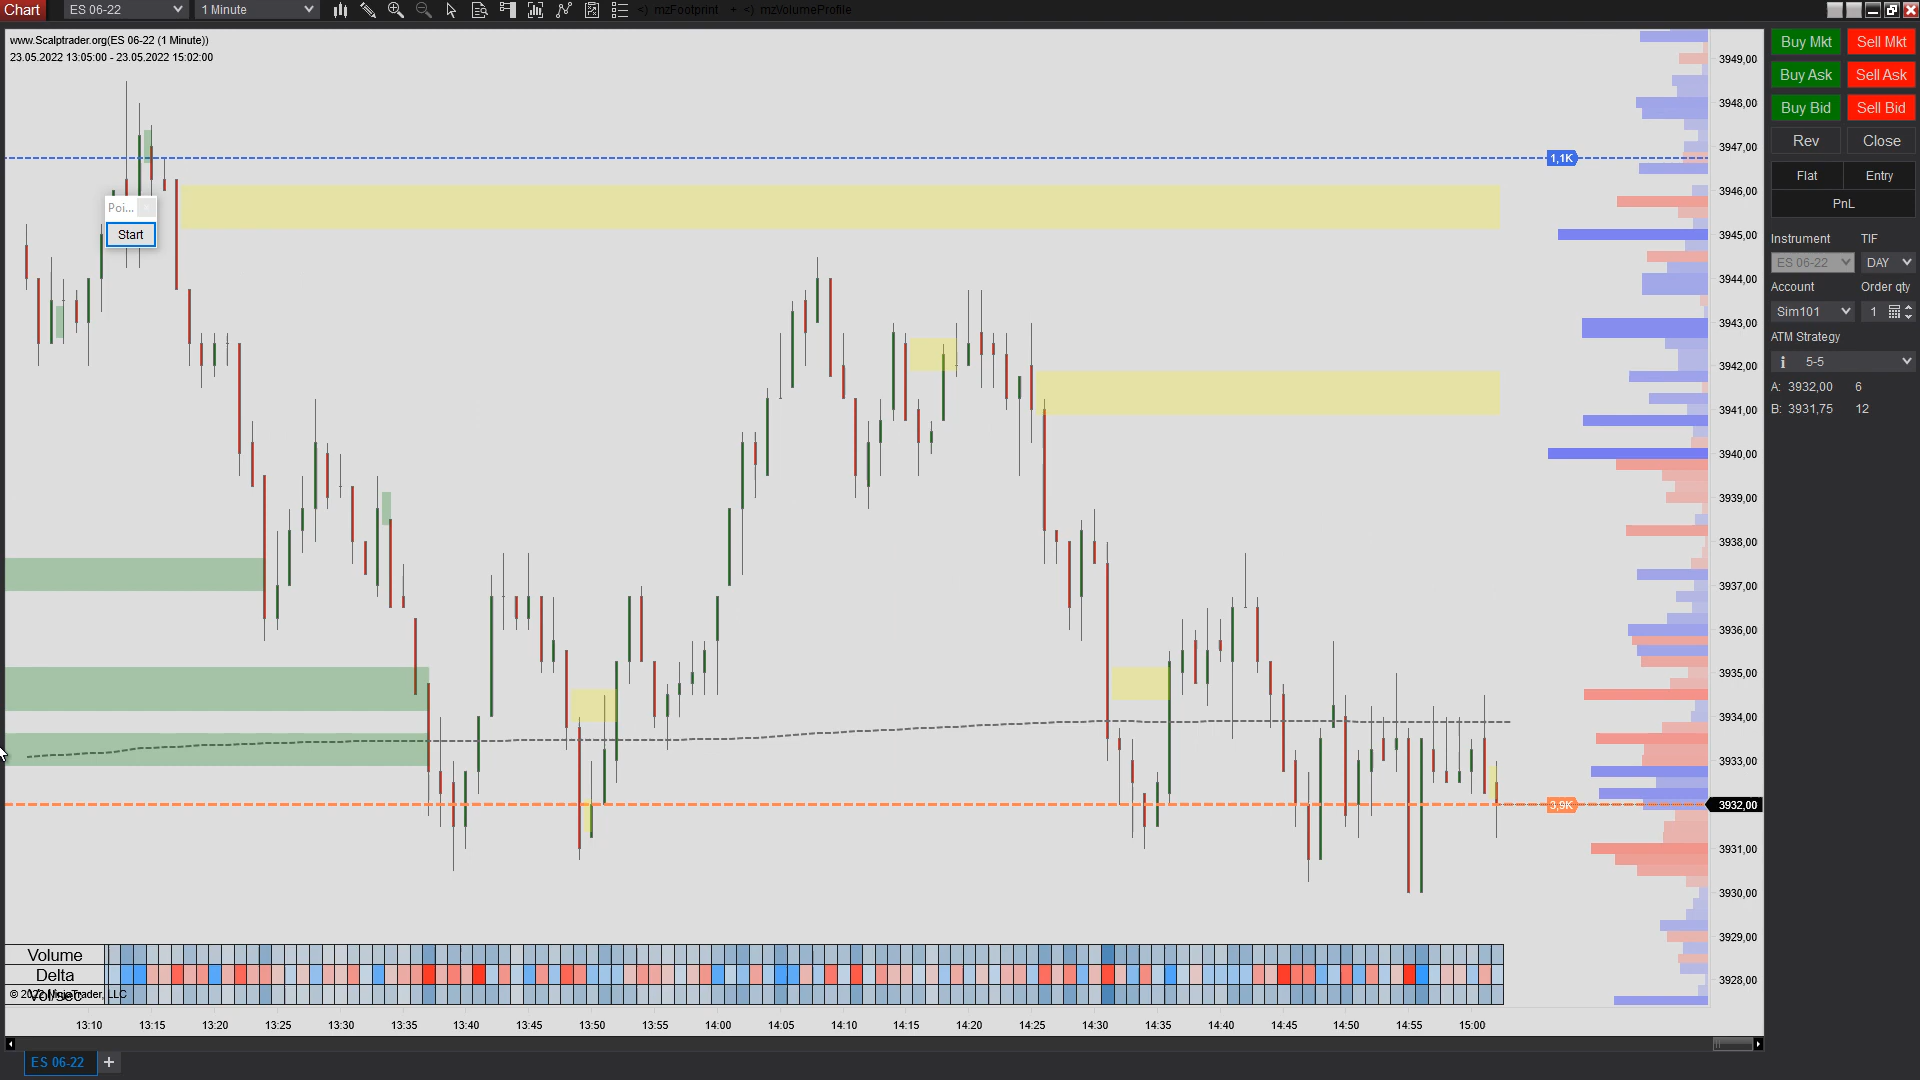 Chart ES 06-22 1 Minute <) mzFootprint + <) mzVolumeProfile
www.Scalptrader.org(ES 06-22 (1 Minute))
23.05.2022 13:05:00 - 23.05.2022 15:02:00
Poi...
Start
1,1K
3,9K
3949,00
3948,00
3947,00
3946,00
3945,00
3944,00
3943,00
3942,00
3941,00
3940,00
3939,00
3938,00
3937,00
3936,00
3935,00
3934,00
3933,00
3932,00
3931,00
3930,00
3929,00
3928,00
Volume
Delta
Vol/sec
© 2022 NinjaTrader, LLC
13:10 13:15 13:20 13:25 13:30 13:35 13:40 13:45 13:50 13:55 14:00 14:05 14:10 14:15 14:20 14:25 14:30 14:35 14:40 14:45 14:50 14:55 15:00
ES 06-22 +
Buy Mkt Sell Mkt
Buy Ask Sell Ask
Buy Bid Sell Bid
Rev Close
Flat Entry
PnL
Instrument TIF
ES 06-22 DAY
Account Order qty
Sim101 1
ATM Strategy
i 5-5
A: 3932,00 6
B: 3931,75 12